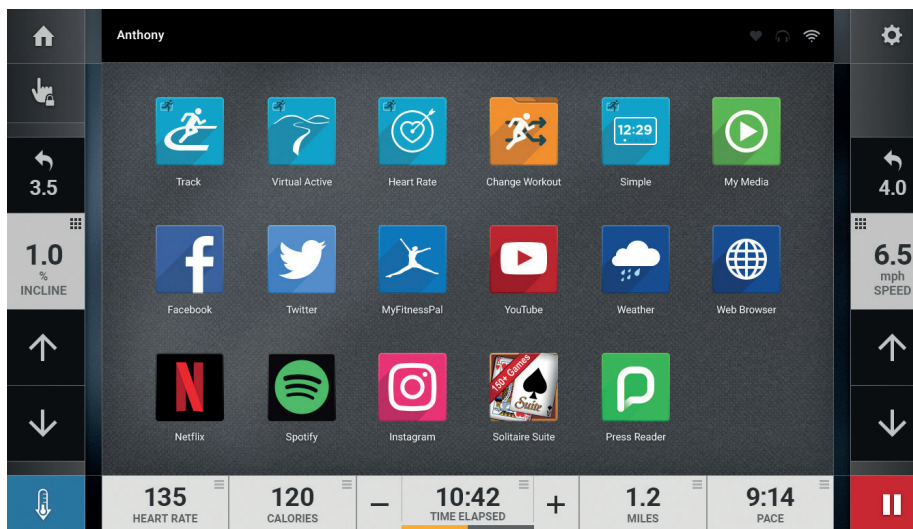 Anthony
12:29
Track
Virtual Active
Heart Rate
Change Workout
Simple
My Media
3.5
4.0
1.0
%
INCLINE
6.5
mph
SPEED
f
Facebook
Twitter
MyFitnessPal
YouTube
Weather
Web Browser
N
150+ Games
Suite
Netflix
Spotify
Instagram
Solitaire Suite
Press Reader
135
HEART RATE
120
CALORIES
−
10:42
TIME ELAPSED
+
1.2
MILES
9:14
PACE